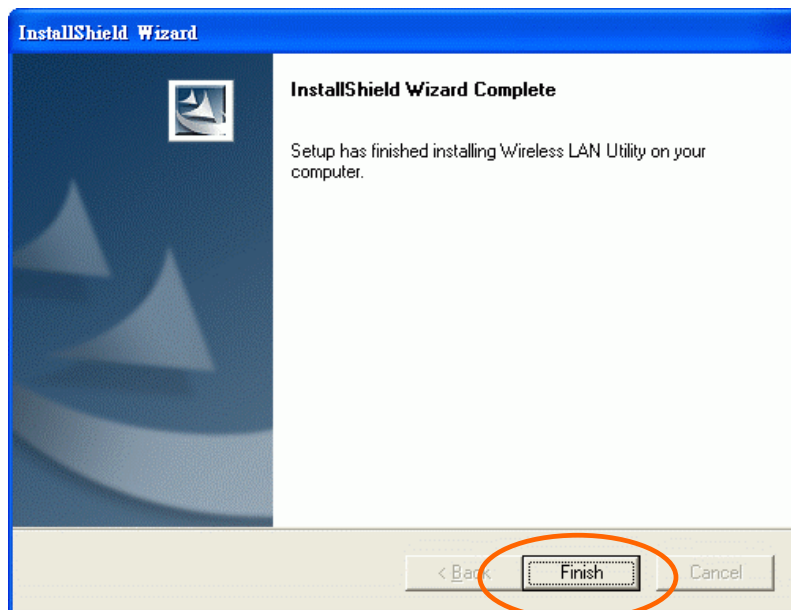 InstallShield Wizard
InstallShield Wizard Complete
Setup has finished installing Wireless LAN Utility on your
computer.
< Back
Finish
Cancel